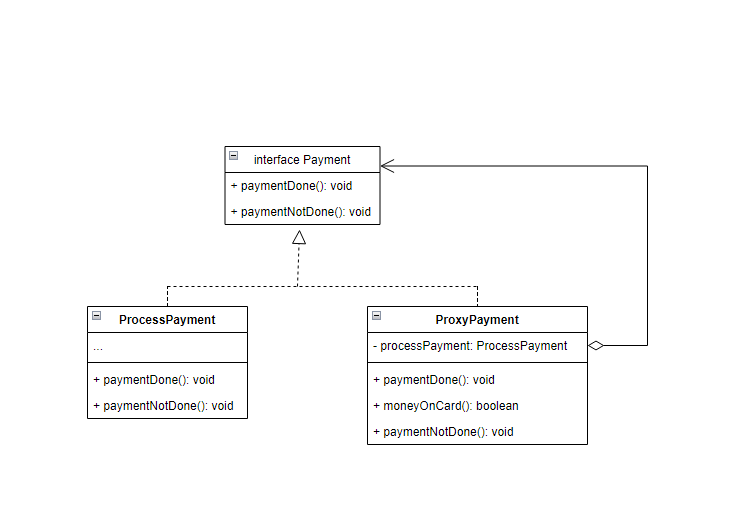 interface Payment
+ paymentDone(): void
+ paymentNotDone(): void
ProcessPayment
...
+ paymentDone(): void
+ paymentNotDone(): void
ProxyPayment
- processPayment: ProcessPayment
+ paymentDone(): void
+ moneyOnCard(): boolean
+ paymentNotDone(): void